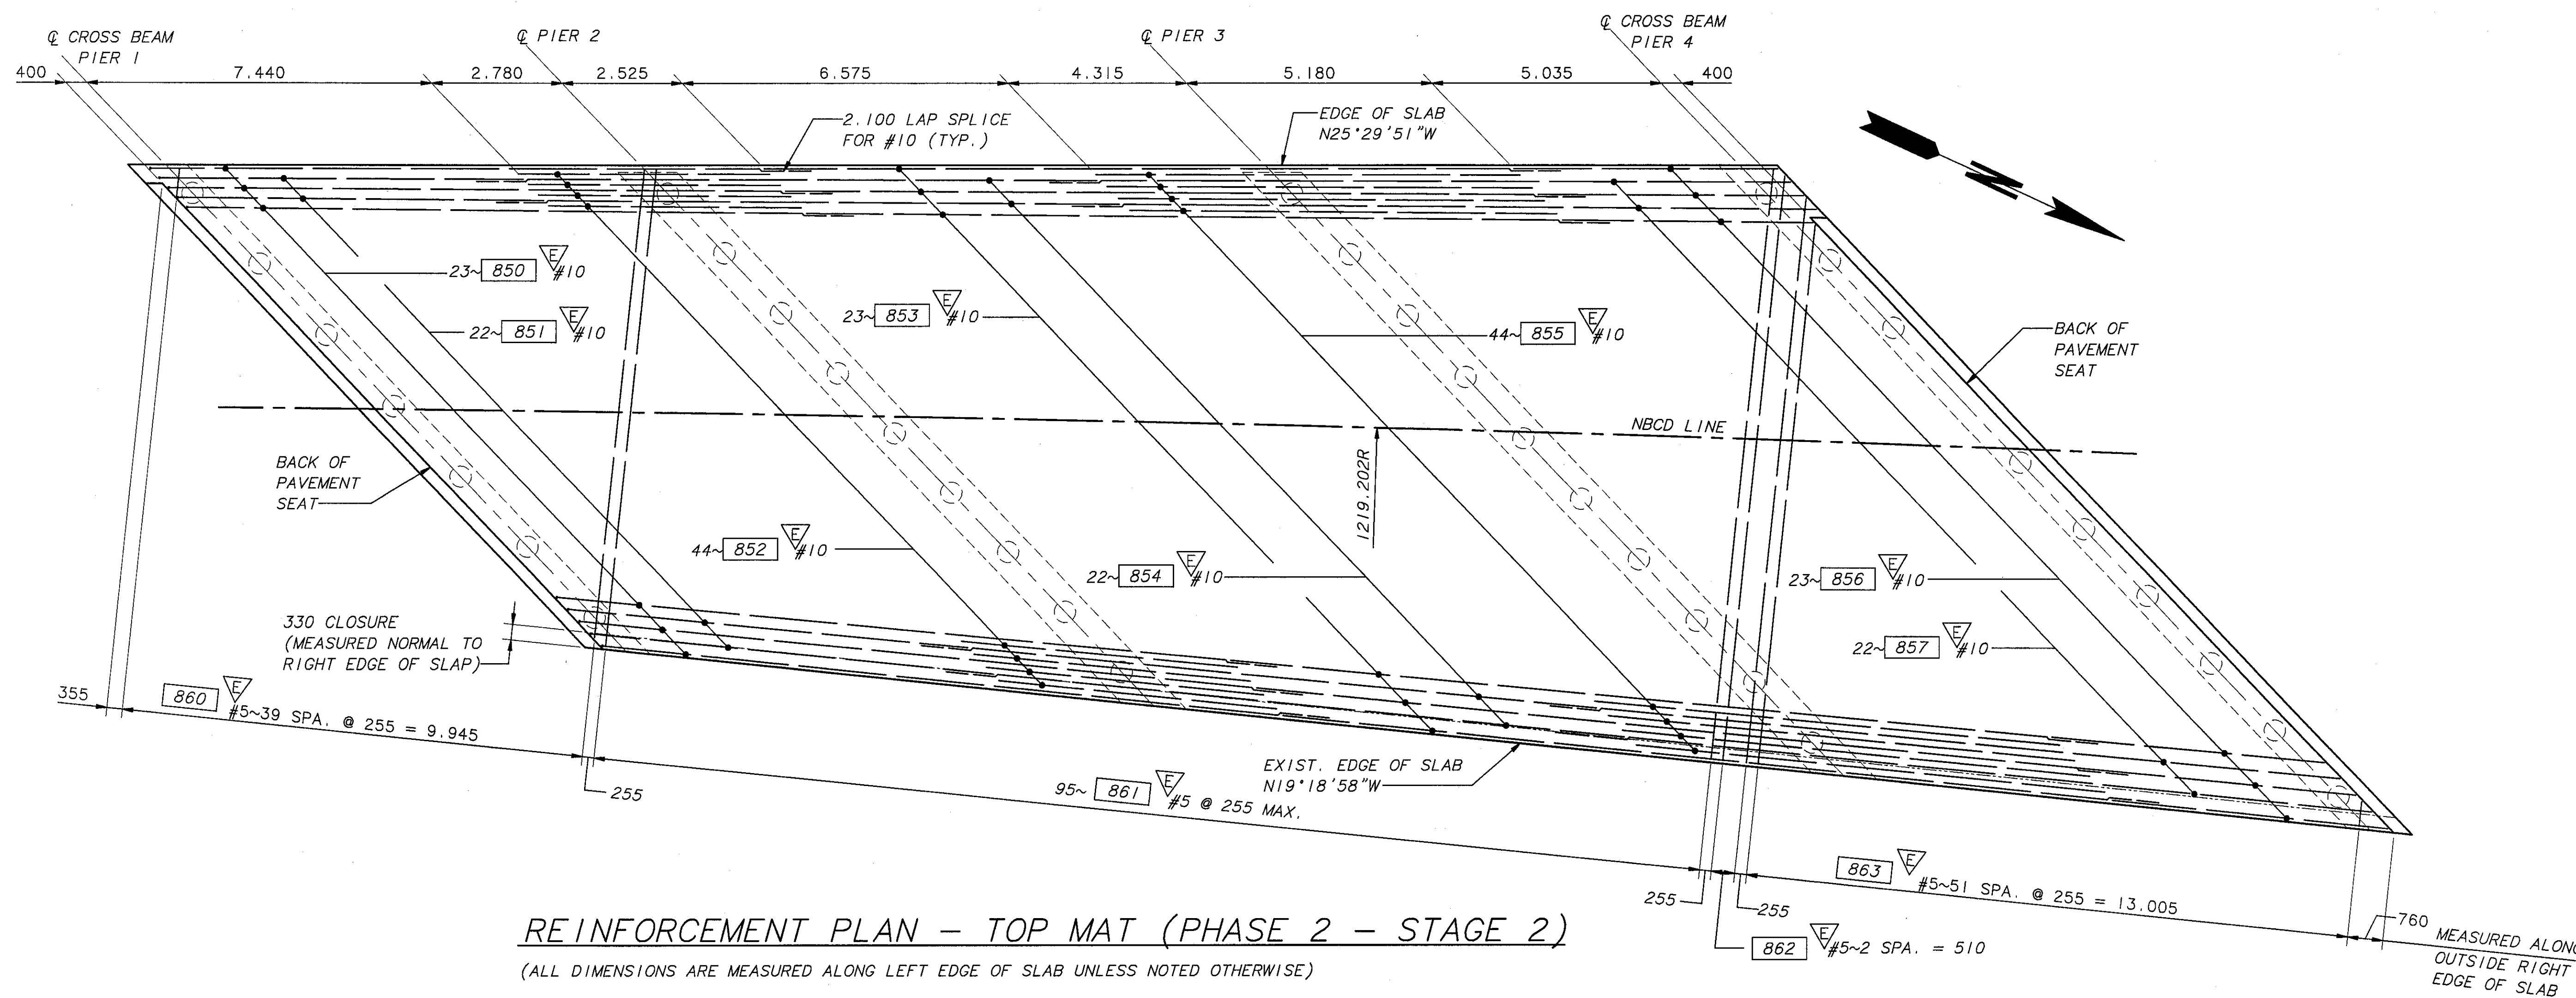 ℄ CROSS BEAM
PIER 1
℄ PIER 2
℄ PIER 3
℄ CROSS BEAM
PIER 4
400
7.440
2.780
2.525
6.575
4.315
5.180
5.035
400
2.100 LAP SPLICE
FOR #10 (TYP.)
EDGE OF SLAB
N25°29'51"W
N
23~ 850 E #10
22~ 851 E #10
23~ 853 E #10
44~ 855 E #10
BACK OF
PAVEMENT
SEAT
NBCD LINE
BACK OF
PAVEMENT
SEAT
1219.202R
44~ 852 E #10
22~ 854 E #10
23~ 856 E #10
22~ 857 E #10
330 CLOSURE
(MEASURED NORMAL TO
RIGHT EDGE OF SLAP)
355
860 E #5~39 SPA. @ 255 = 9.945
255
95~ 861 E #5 @ 255 MAX.
EXIST. EDGE OF SLAB
N19°18'58"W
255
862 E #5~2 SPA. = 510
255
863 E #5~51 SPA. @ 255 = 13.005
760
MEASURED ALONG
OUTSIDE RIGHT
EDGE OF SLAB
REINFORCEMENT PLAN - TOP MAT (PHASE 2 - STAGE 2)
(ALL DIMENSIONS ARE MEASURED ALONG LEFT EDGE OF SLAB UNLESS NOTED OTHERWISE)